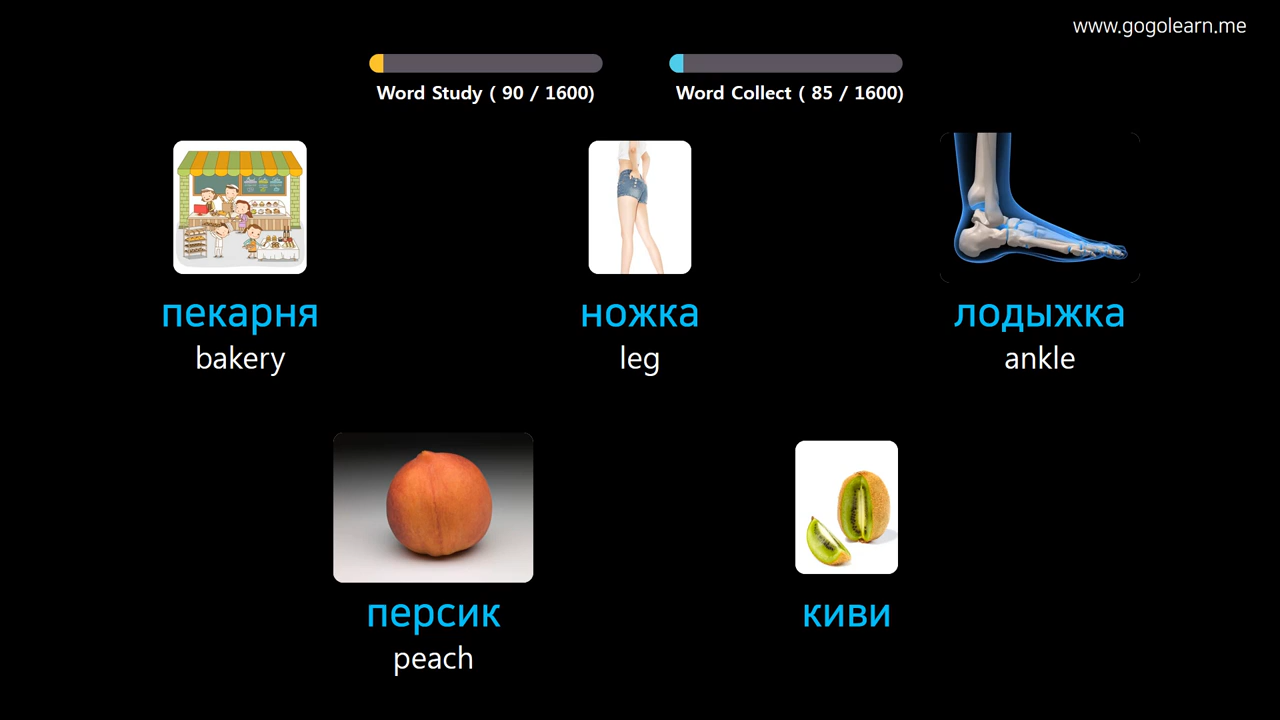 www.gogolearn.me
Word Study ( 90 / 1600)
Word Collect ( 85 / 1600)
пекарня
bakery
ножка
leg
лодыжка
ankle
персик
peach
киви